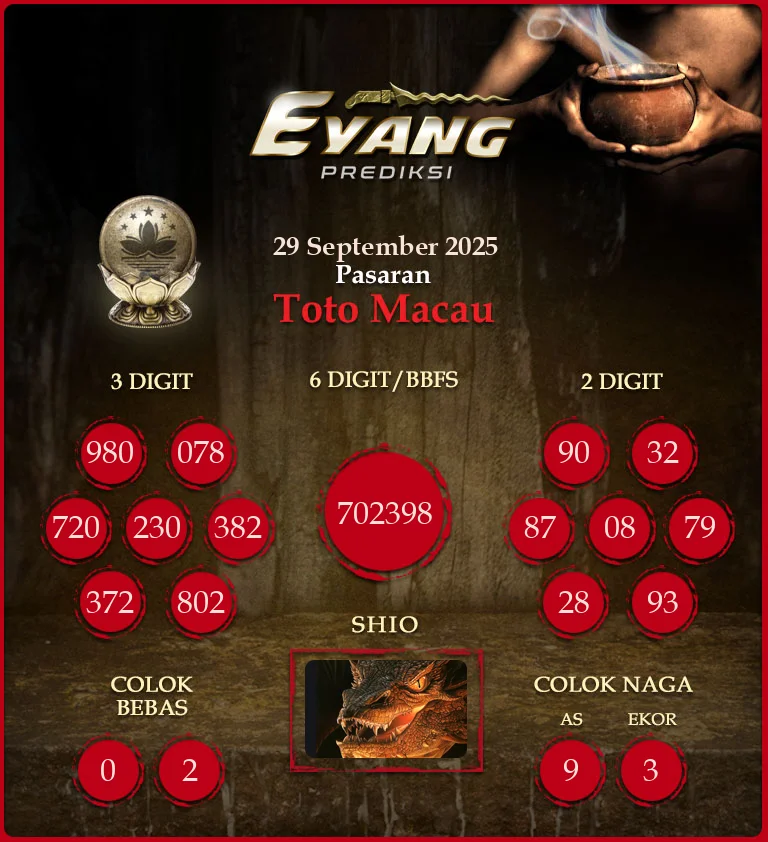 EYANG
PREDIKSI
29 September 2025
Pasaran
Toto Macau
3 DIGIT
980 078
720 230 382
372 802
6 DIGIT/BBFS
702398
2 DIGIT
90 32
87 08 79
28 93
SHIO
COLOK
BEBAS
0 2
COLOK NAGA
AS EKOR
9 3